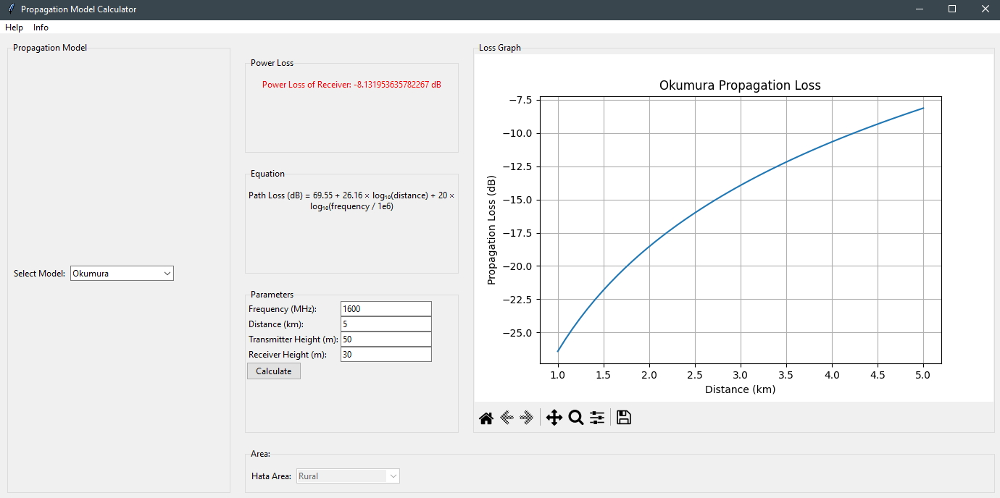 Propagation Model Calculator
Help Info
Propagation Model
Select Model: Okumura
Power Loss
Power Loss of Receiver: -8.131953635782267 dB
Equation
Path Loss (dB) = 69.55 + 26.16 × log₁₀(distance) + 20 ×
log₁₀(frequency / 1e6)
Parameters
Frequency (MHz): 1600
Distance (km): 5
Transmitter Height (m): 50
Receiver Height (m): 30
Calculate
Loss Graph
Okumura Propagation Loss
Propagation Loss (dB)
−7.5
−10.0
−12.5
−15.0
−17.5
−20.0
−22.5
−25.0
1.0 1.5 2.0 2.5 3.0 3.5 4.0 4.5 5.0
Distance (km)
Area:
Hata Area: Rural